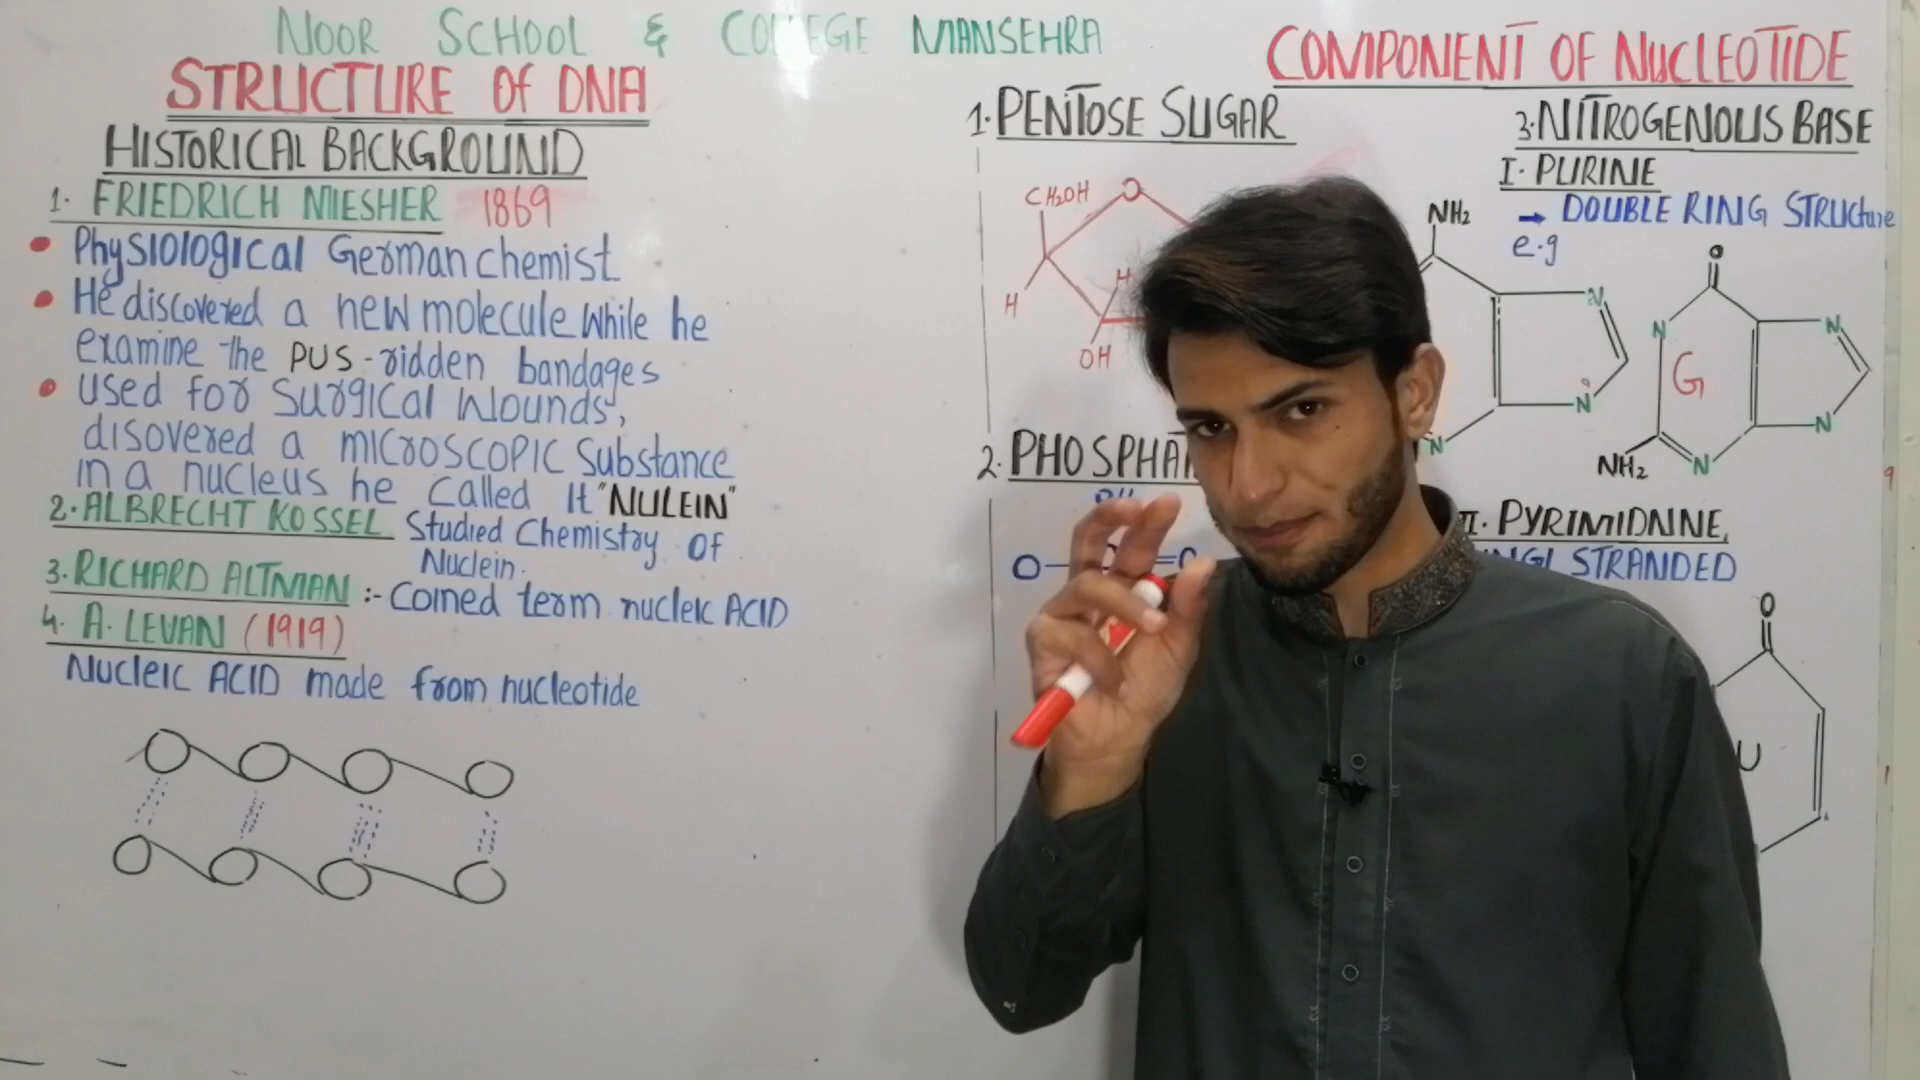 NOOR SCHOOL & COLLEGE MANSEHRA
STRUCTURE OF DNA
HISTORICAL BACKGROUND
1. FRIEDRICH MIESHER 1869
• Physiological German chemist
• He discovered a new molecule while he
examine the PUS-ridden bandages
• used for surgical wounds,
disovered a microscopic substance
in a nucleus he called it "NULEIN"
2. ALBRECHT KOSSEL Studied Chemistry of
Nuclein.
3. RICHARD ALTMAN :- Coined term nucleic ACID
4. A. LEVAN (1919)
Nucleic ACID made from nucleotide
COMPONENT OF NUCLEOTIDE
1. PENTOSE SUGAR
CH₂OH
O
H
H
OH
2. PHOSPHA
O
3. NITROGENOUS BASE
I. PURINE
→ DOUBLE RING STRUCture
e.g
NH₂
N
N
N
O
N
N
G
N
N
NH₂
II. PYRIMIDNINE,
STRANDED
O
U